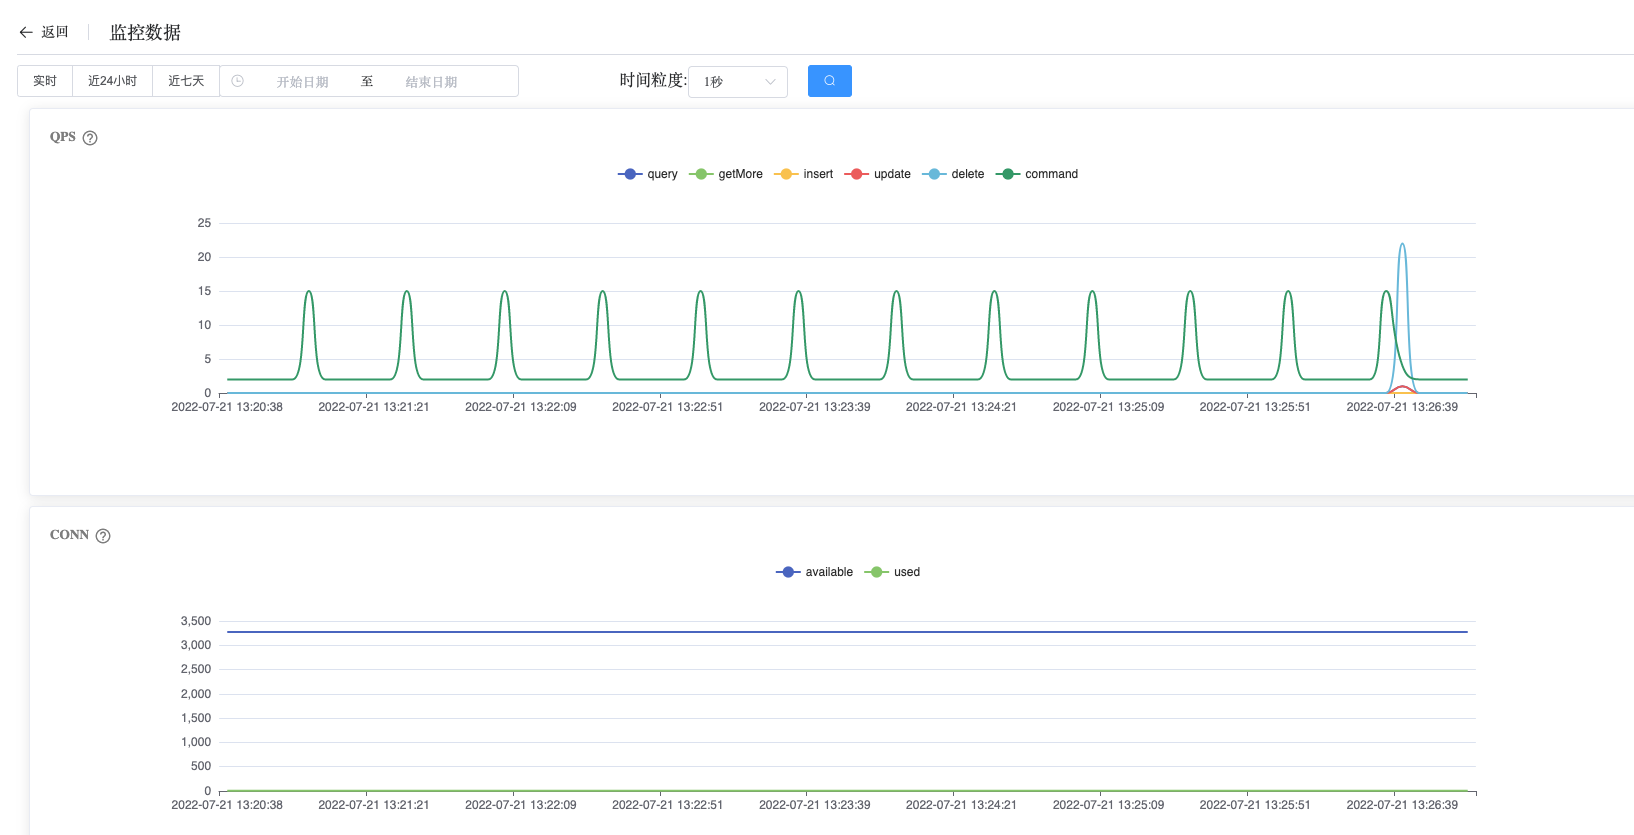 返回 监控数据
实时 近24小时 近七天 开始日期 至 结束日期 时间粒度: 1秒
QPS
query getMore insert update delete command
25
20
15
10
5
0
2022-07-21 13:20:38 2022-07-21 13:21:21 2022-07-21 13:22:09 2022-07-21 13:22:51 2022-07-21 13:23:39 2022-07-21 13:24:21 2022-07-21 13:25:09 2022-07-21 13:25:51 2022-07-21 13:26:39
CONN
available used
3,500
3,000
2,500
2,000
1,500
1,000
500
0
2022-07-21 13:20:38 2022-07-21 13:21:21 2022-07-21 13:22:09 2022-07-21 13:22:51 2022-07-21 13:23:39 2022-07-21 13:24:21 2022-07-21 13:25:09 2022-07-21 13:25:51 2022-07-21 13:26:39